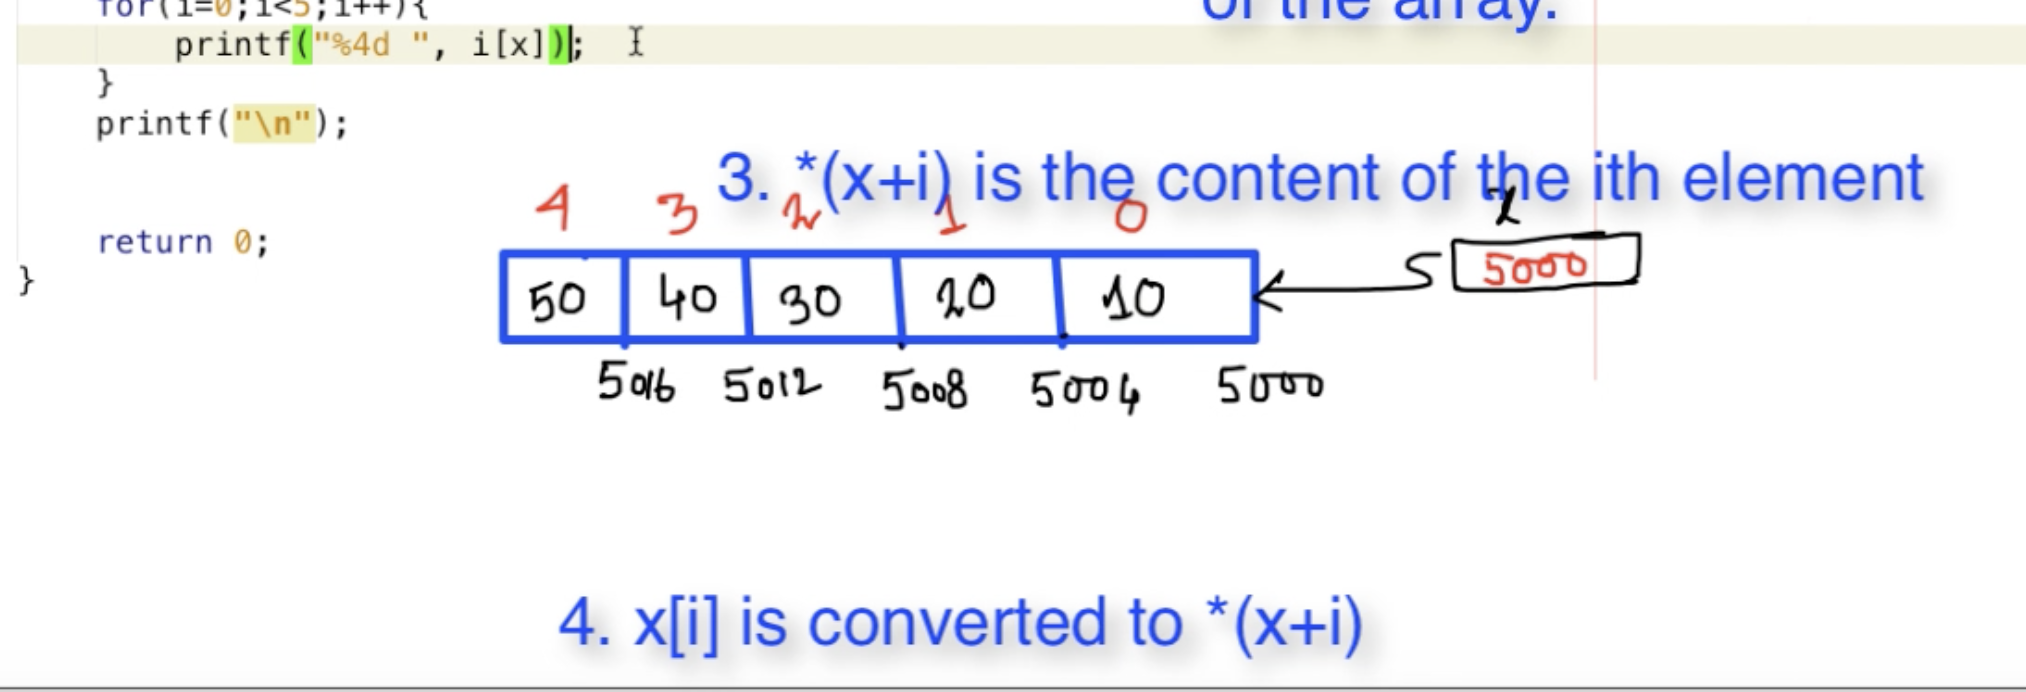 for(i=0;i<5;i++){
of the array.
printf("%4d ", i[x]);
}
printf("\n");
3. *(x+i) is the content of the ith element
4 3 2 1 0
x
return 0;
5000
}
50 40 30 20 10
5016 5012 5008 5004 5000
4. x[i] is converted to *(x+i)